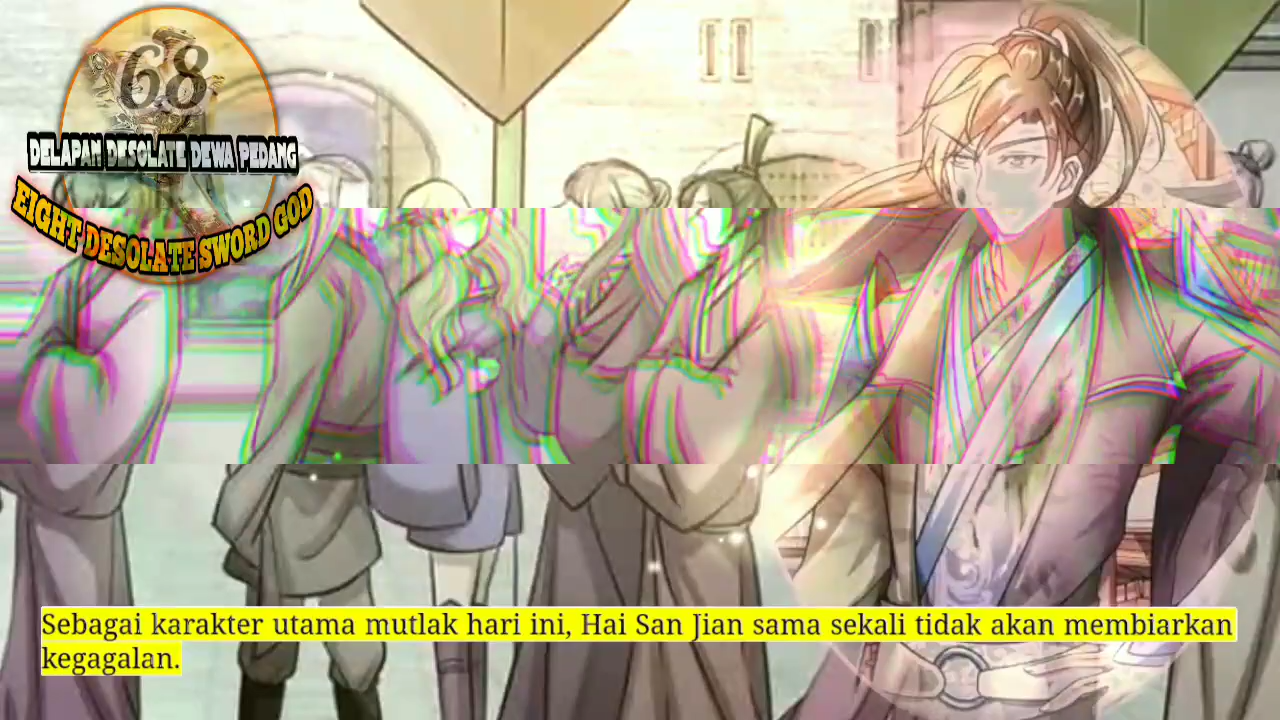 68
DELAPAN DESOLATE DEWA PEDANG
EIGHT DESOLATE SWORD GOD
Sebagai karakter utama mutlak hari ini, Hai San Jian sama sekali tidak akan membiarkan
kegagalan.